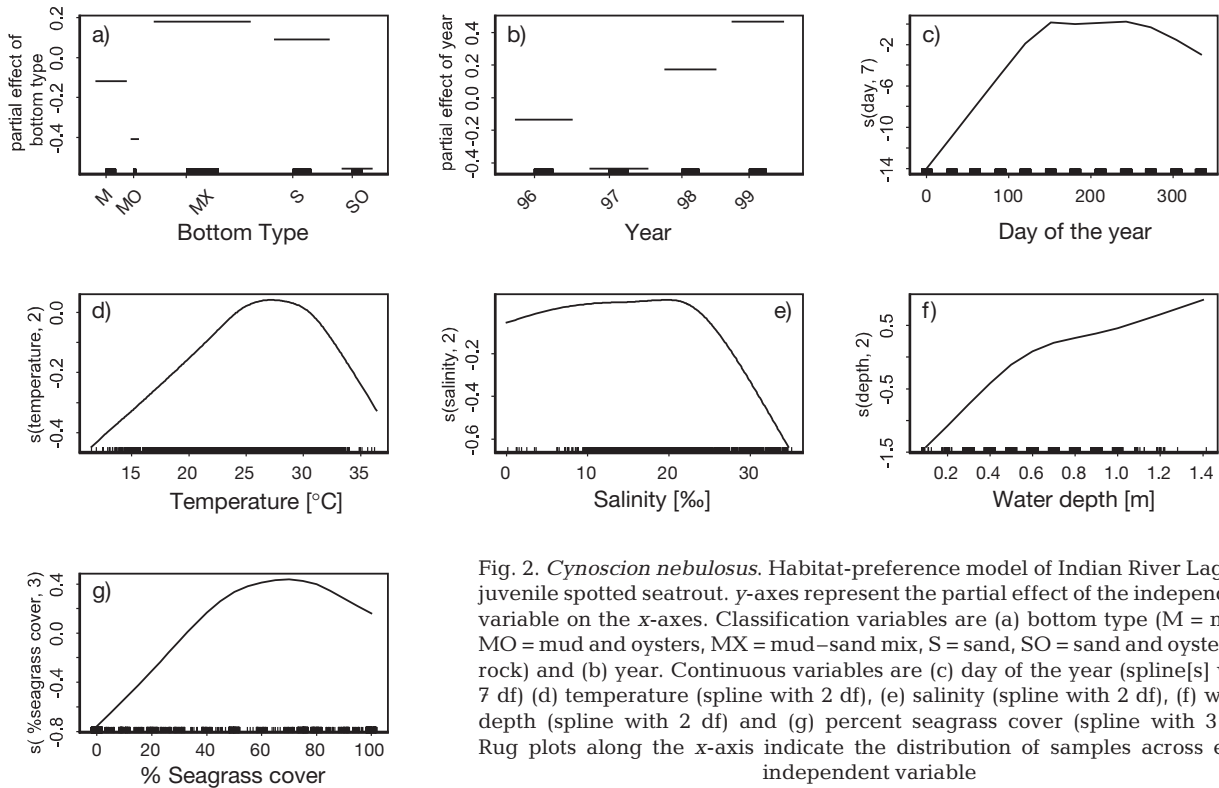 a)
partial effect of
bottom type
0.2
0.0
-0.2
-0.4
M
MO
MX
S
SO
Bottom Type
b)
partial effect of year
0.4
0.2
0.0
-0.2
-0.4
96
97
98
99
Year
c)
s(day, 7)
-2
-6
-10
-14
0 100 200 300
Day of the year
d)
s(temperature, 2)
0.0
-0.2
-0.4
15 20 25 30 35
Temperature [°C]
e)
s(salinity, 2)
-0.2
-0.4
-0.6
0 10 20 30
Salinity [‰]
f)
s(depth, 2)
0.5
-0.5
-1.5
0.2 0.4 0.6 0.8 1.0 1.2 1.4
Water depth [m]
g)
s( %seagrass cover, 3)
0.4
0.0
-0.4
-0.8
0 20 40 60 80 100
% Seagrass cover
Fig. 2. Cynoscion nebulosus. Habitat-preference model of Indian River Lag
juvenile spotted seatrout. y-axes represent the partial effect of the independ
variable on the x-axes. Classification variables are (a) bottom type (M = m
MO = mud and oysters, MX = mud–sand mix, S = sand, SO = sand and oyste
rock) and (b) year. Continuous variables are (c) day of the year (spline[s]
7 df) (d) temperature (spline with 2 df), (e) salinity (spline with 2 df), (f) w
depth (spline with 2 df) and (g) percent seagrass cover (spline with 3
Rug plots along the x-axis indicate the distribution of samples across e
independent variable